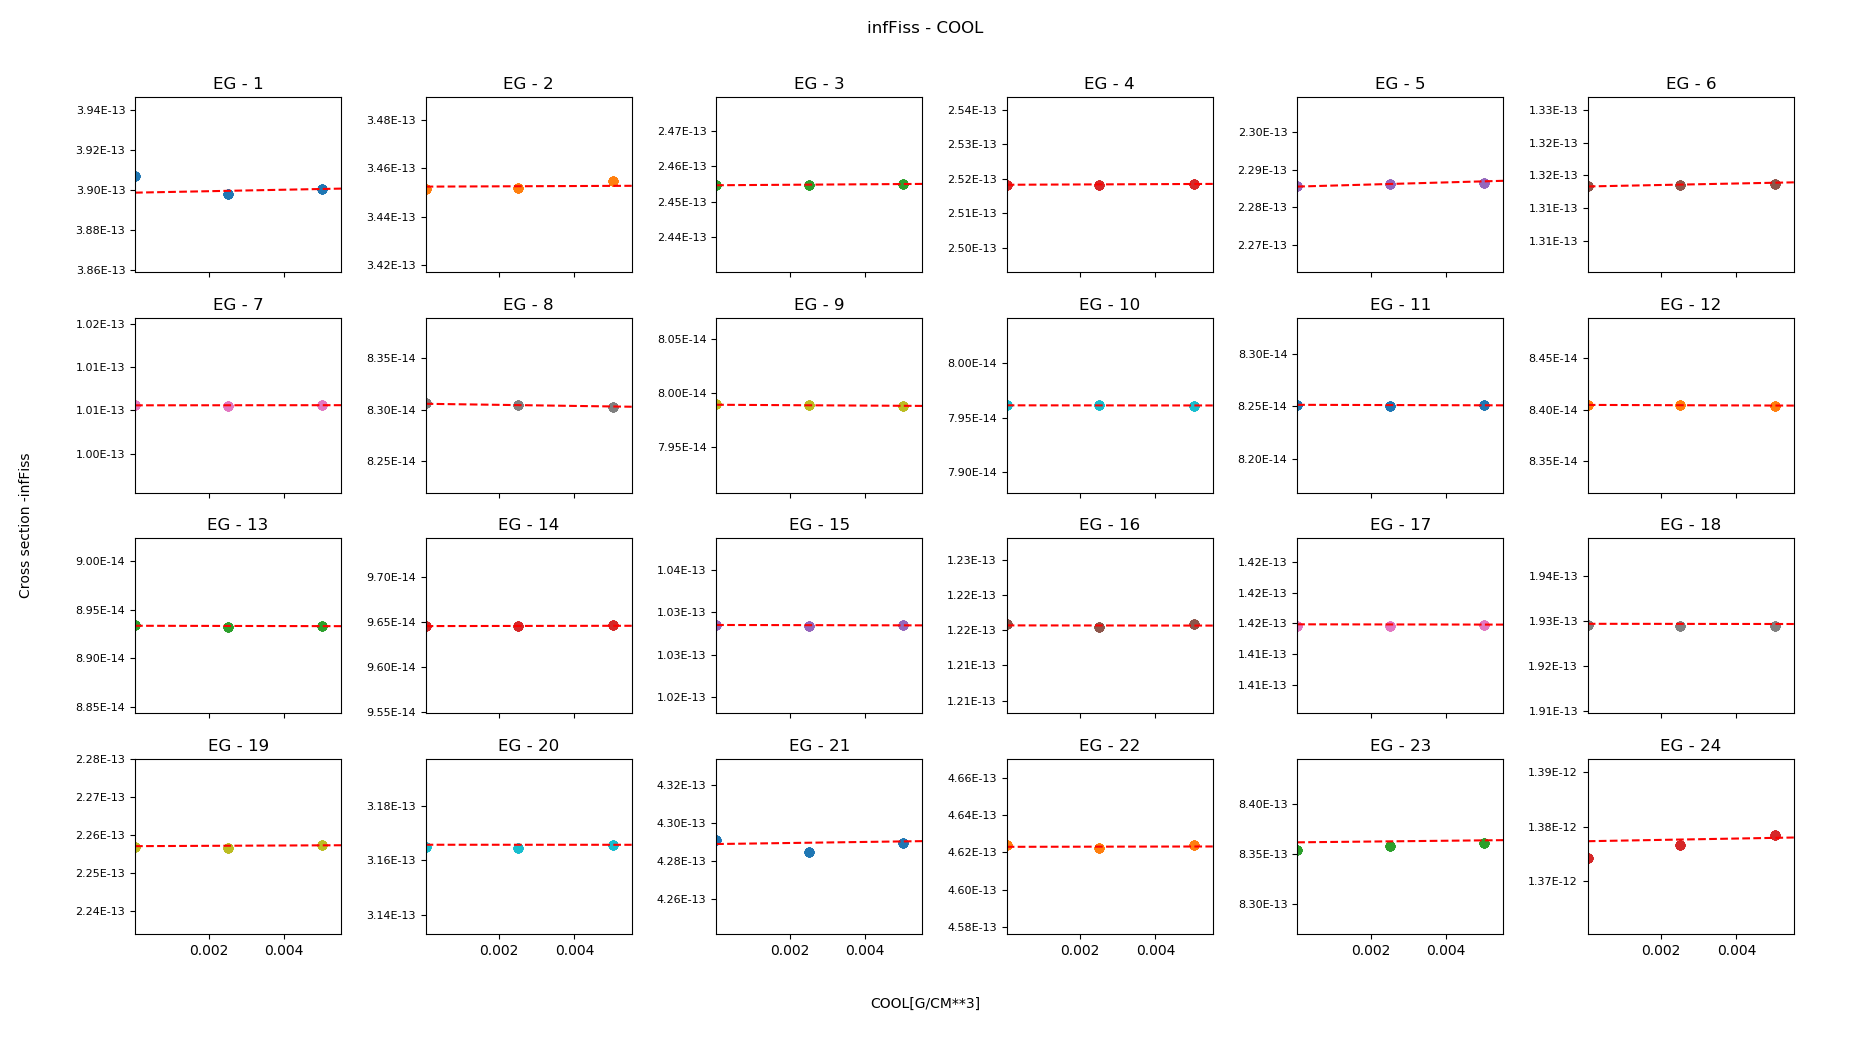 infFiss - COOL
EG - 1
3.94E-13
3.92E-13
3.90E-13
3.88E-13
3.86E-13
EG - 2
3.48E-13
3.46E-13
3.44E-13
3.42E-13
EG - 3
2.47E-13
2.46E-13
2.45E-13
2.44E-13
EG - 4
2.54E-13
2.53E-13
2.52E-13
2.51E-13
2.50E-13
EG - 5
2.30E-13
2.29E-13
2.28E-13
2.27E-13
EG - 6
1.33E-13
1.32E-13
1.32E-13
1.31E-13
1.31E-13
EG - 7
1.02E-13
1.01E-13
1.01E-13
1.00E-13
EG - 8
8.35E-14
8.30E-14
8.25E-14
EG - 9
8.05E-14
8.00E-14
7.95E-14
EG - 10
8.00E-14
7.95E-14
7.90E-14
EG - 11
8.30E-14
8.25E-14
8.20E-14
EG - 12
8.45E-14
8.40E-14
8.35E-14
Cross section -infFiss
EG - 13
9.00E-14
8.95E-14
8.90E-14
8.85E-14
EG - 14
9.70E-14
9.65E-14
9.60E-14
9.55E-14
EG - 15
1.04E-13
1.03E-13
1.03E-13
1.02E-13
EG - 16
1.23E-13
1.22E-13
1.22E-13
1.21E-13
1.21E-13
EG - 17
1.42E-13
1.42E-13
1.42E-13
1.41E-13
1.41E-13
EG - 18
1.94E-13
1.93E-13
1.92E-13
1.91E-13
EG - 19
2.28E-13
2.27E-13
2.26E-13
2.25E-13
2.24E-13
0.002 0.004
EG - 20
3.18E-13
3.16E-13
3.14E-13
0.002 0.004
EG - 21
4.32E-13
4.30E-13
4.28E-13
4.26E-13
0.002 0.004
EG - 22
4.66E-13
4.64E-13
4.62E-13
4.60E-13
4.58E-13
0.002 0.004
EG - 23
8.40E-13
8.35E-13
8.30E-13
0.002 0.004
EG - 24
1.39E-12
1.38E-12
1.37E-12
0.002 0.004
COOL[G/CM**3]